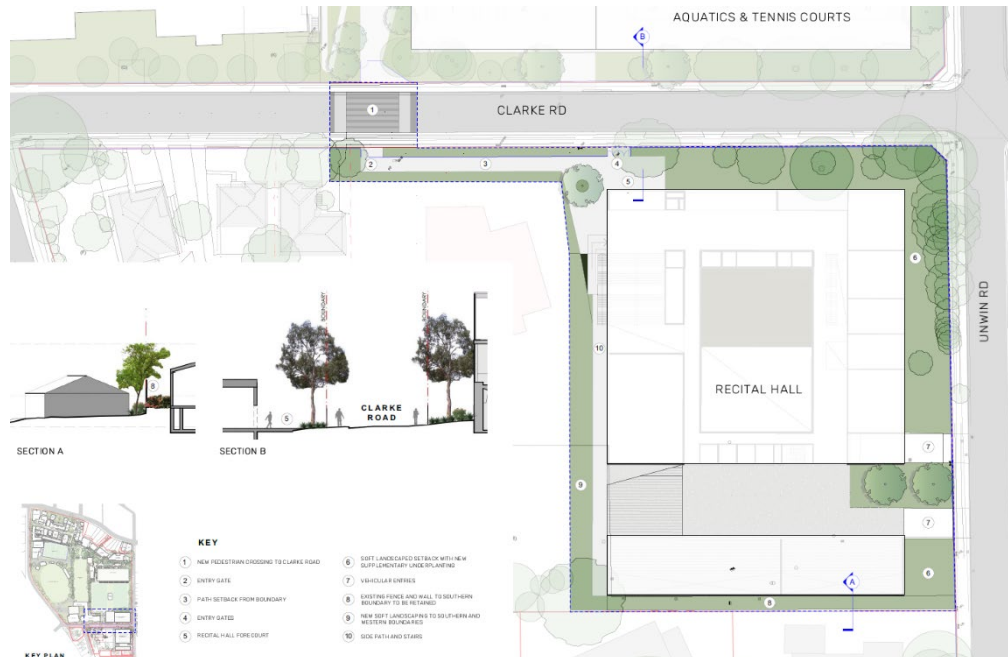 AQUATICS & TENNIS COURTS
B
1
CLARKE RD
2
3
4
5
6
UNWIN RD
10
RECITAL HALL
7
9
7
6
A
8
BOUNDARY
BOUNDARY
8
5
CLARKE
ROAD
SECTION A
SECTION B
KEY
1 NEW PEDESTRIAN CROSSING TO CLARKE ROAD
2 ENTRY GATE
3 PATH SETBACK FROM BOUNDARY
4 ENTRY GATES
5 RECITAL HALL FORECOURT
6 SOFT LANDSCAPED SETBACK WITH NEW
SUPPLEMENTARY UNDERPLANTING
7 VEHICULAR ENTRIES
8 EXISTING FENCE AND WALL TO SOUTHERN
BOUNDARY TO BE RETAINED
9 NEW SOFT LANDSCAPING TO SOUTHERN AND
WESTERN BOUNDARIES
10 SIDE PATH AND STAIRS
KEY PLAN